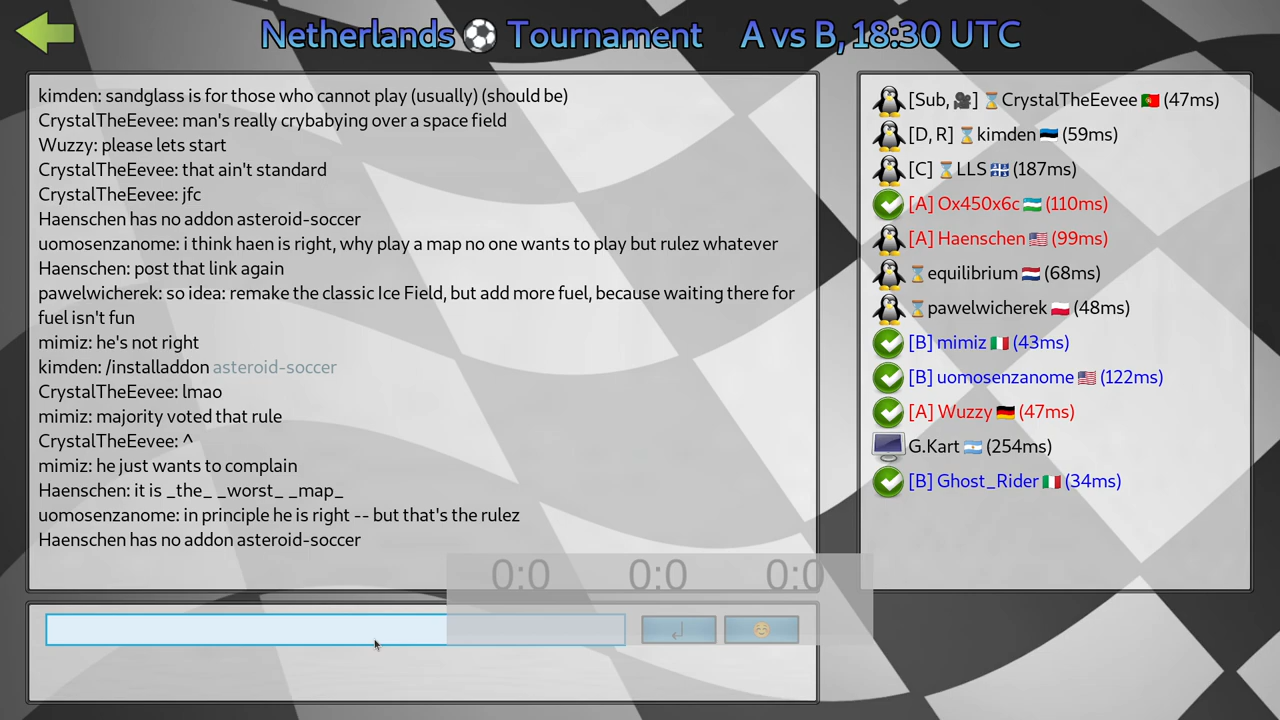 Netherlands ⚽ Tournament A vs B, 18:30 UTC
kimden: sandglass is for those who cannot play (usually) (should be)
CrystalTheEevee: man's really crybabying over a space field
Wuzzy: please lets start
CrystalTheEevee: that ain't standard
CrystalTheEevee: jfc
Haenschen has no addon asteroid-soccer
uomosenzanome: i think haen is right, why play a map no one wants to play but rulez whatever
Haenschen: post that link again
pawelwicherek: so idea: remake the classic Ice Field, but add more fuel, because waiting there for
fuel isn't fun
mimiz: he's not right
kimden: /installaddon asteroid-soccer
CrystalTheEevee: lmao
mimiz: majority voted that rule
CrystalTheEevee: ^
mimiz: he just wants to complain
Haenschen: it is _the_ _worst_ _map_
uomosenzanome: in principle he is right -- but that's the rulez
Haenschen has no addon asteroid-soccer
0:0 0:0 0:0
[Sub, 🎥] ⌛CrystalTheEevee 🇵🇹 (47ms)
[D, R] ⌛kimden 🇪🇪 (59ms)
[C] ⌛LLS (187ms)
[A] Ox450x6c 🇺🇿 (110ms)
[A] Haenschen 🇺🇸 (99ms)
⌛equilibrium 🇳🇱 (68ms)
⌛pawelwicherek 🇵🇱 (48ms)
[B] mimiz 🇮🇹 (43ms)
[B] uomosenzanome 🇺🇸 (122ms)
[A] Wuzzy 🇩🇪 (47ms)
G.Kart 🇦🇷 (254ms)
[B] Ghost_Rider 🇮🇹 (34ms)